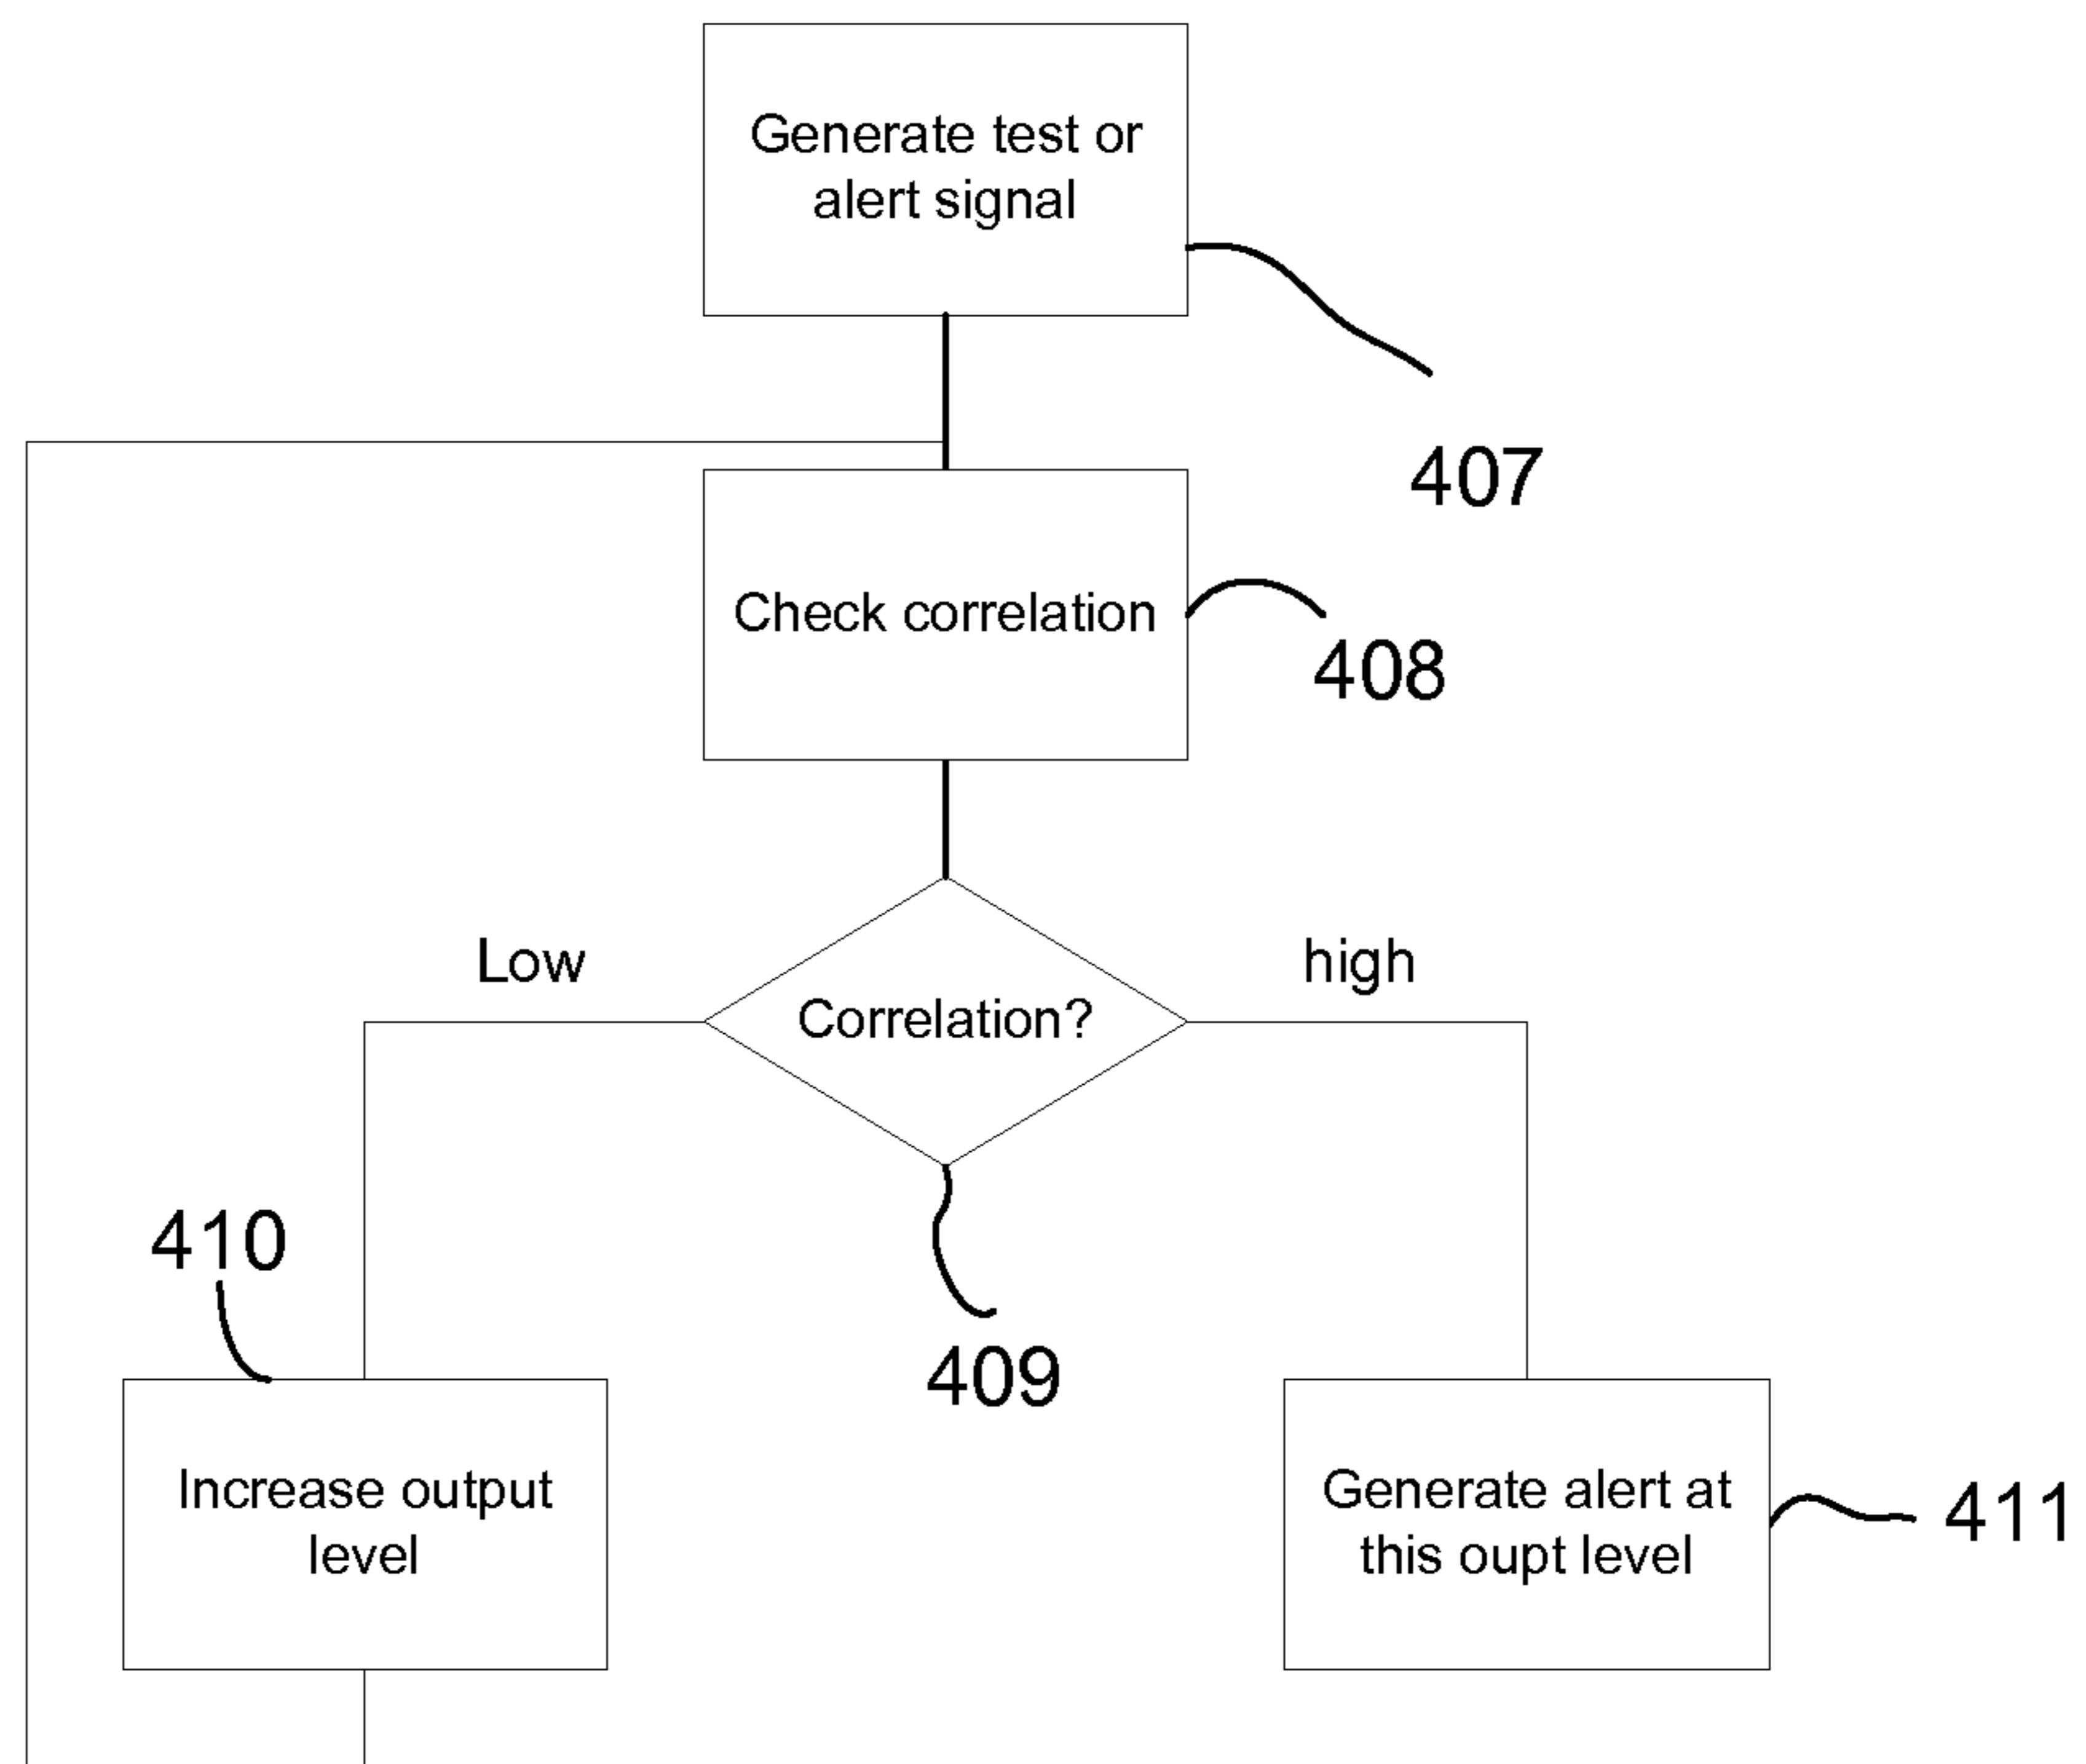 Generate test or
alert signal
407
Check correlation
408
Low
high
Correlation?
410
409
Increase output
level
Generate alert at
this oupt level
411